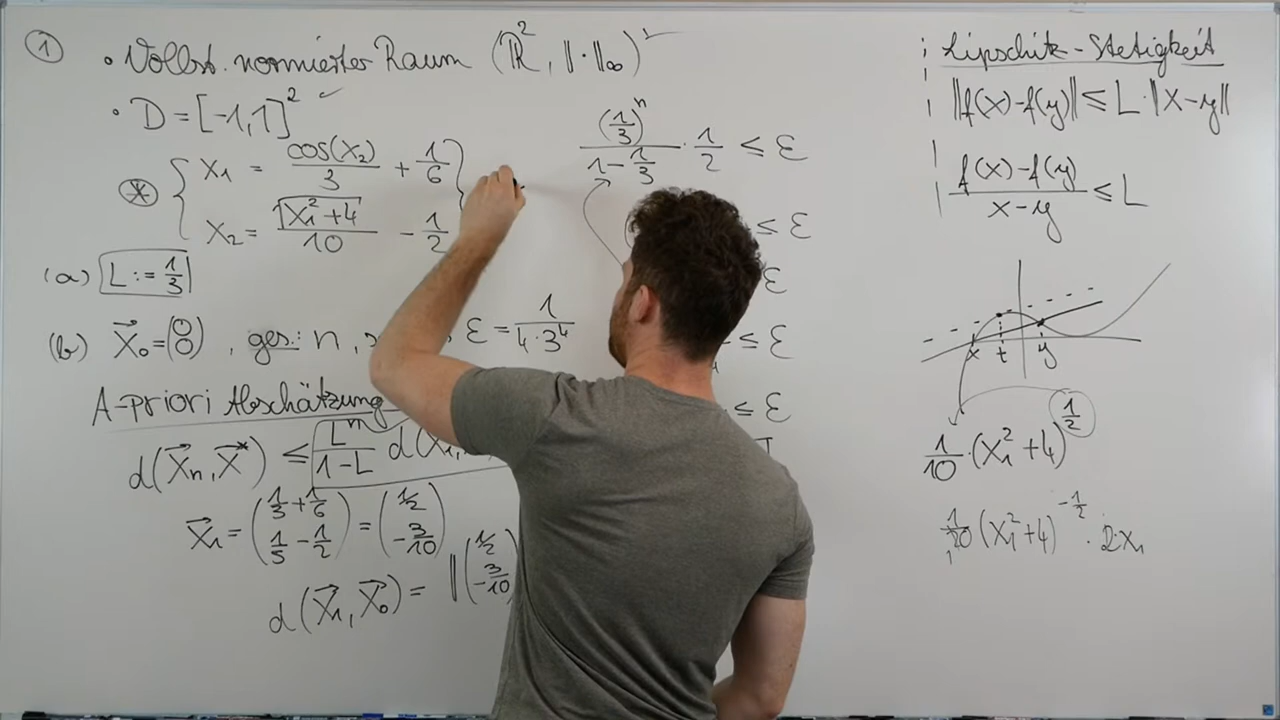 ① • Vollst. normierter Raum (ℝ², ‖·‖∞) ✓
• D = [-1,1]² ✓
⊛ { x₁ = cos(x₂)/3 + 1/6 }
x₂ = √(x₁²+4)/10 - 1/2
(a) L := 1/3
(b) x⃗₀ = (0 0), ges.: n, ε = 1/(4·3⁴)
A-priori Abschätzung
d(x⃗ₙ, x⃗*) ≤ Lⁿ/(1-L) d(x⃗₁,
x⃗₁ = (1/3+1/6 1/5-1/2) = (1/2 -3/10)
d(x⃗₁, x⃗₀) = ‖(1/2 -3/10)
(1/3)ⁿ/(1-1/3) · 1/2 ≤ ε
≤ ε
ε
≤ ε
≤ ε
Lipschitz-Stetigkeit
‖f(x)-f(y)‖ ≤ L·‖x-y‖
(f(x)-f(y))/(x-y) ≤ L
x t y
1/10·(x₁²+4)^(1/2)
1/20(x₁²+4)^(-1/2)·2x₁